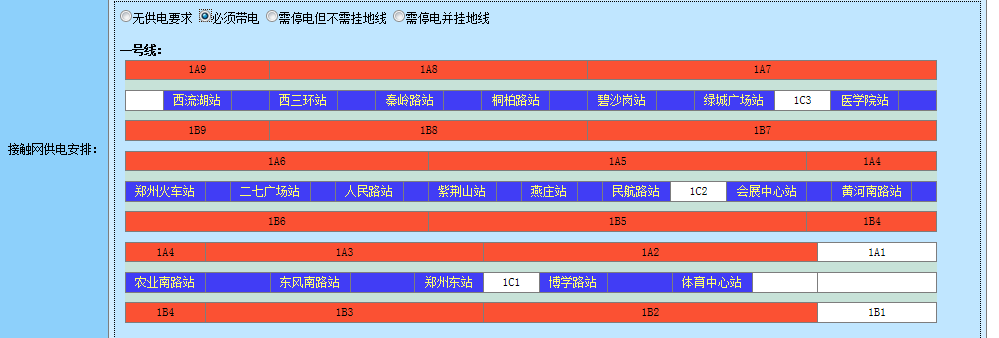 无供电要求 必须带电 需停电但不需挂地线 需停电并挂地线
一号线：
1A9 1A8 1A7
西流湖站 西三环站 秦岭路站 桐柏路站 碧沙岗站 绿城广场站 1C3 医学院站
1B9 1B8 1B7
接触网供电安排：
1A6 1A5 1A4
郑州火车站 二七广场站 人民路站 紫荆山站 燕庄站 民航路站 1C2 会展中心站 黄河南路站
1B6 1B5 1B4
1A4 1A3 1A2 1A1
农业南路站 东风南路站 郑州东站 1C1 博学路站 体育中心站
1B4 1B3 1B2 1B1